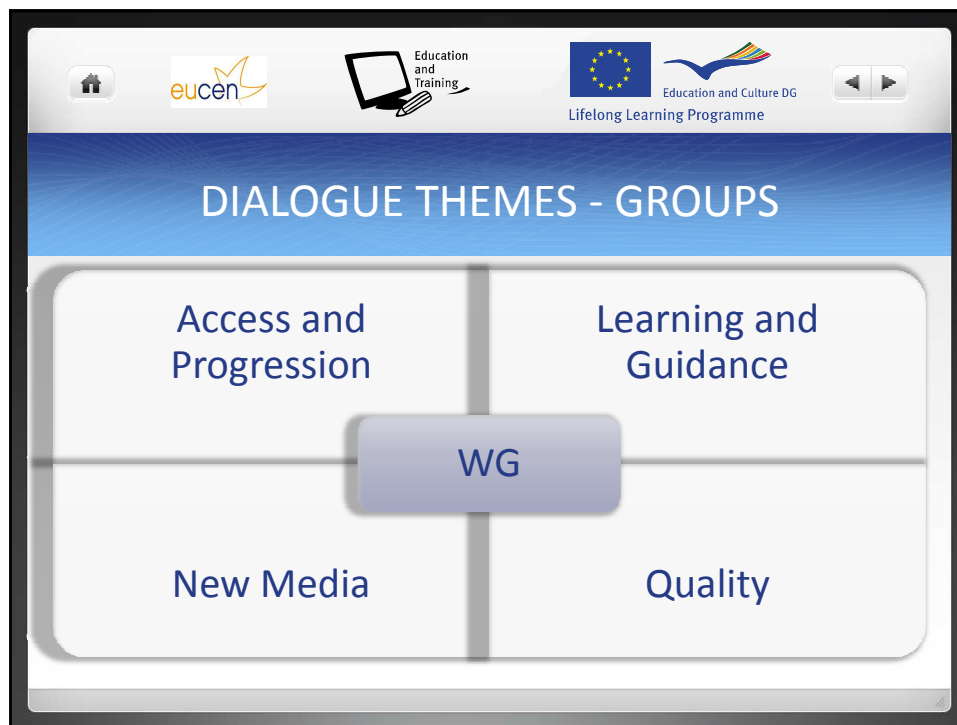 eucen
Education
and
Training
Education and Culture DG
Lifelong Learning Programme
DIALOGUE THEMES - GROUPS
Access and
Progression
Learning and
Guidance
WG
New Media
Quality